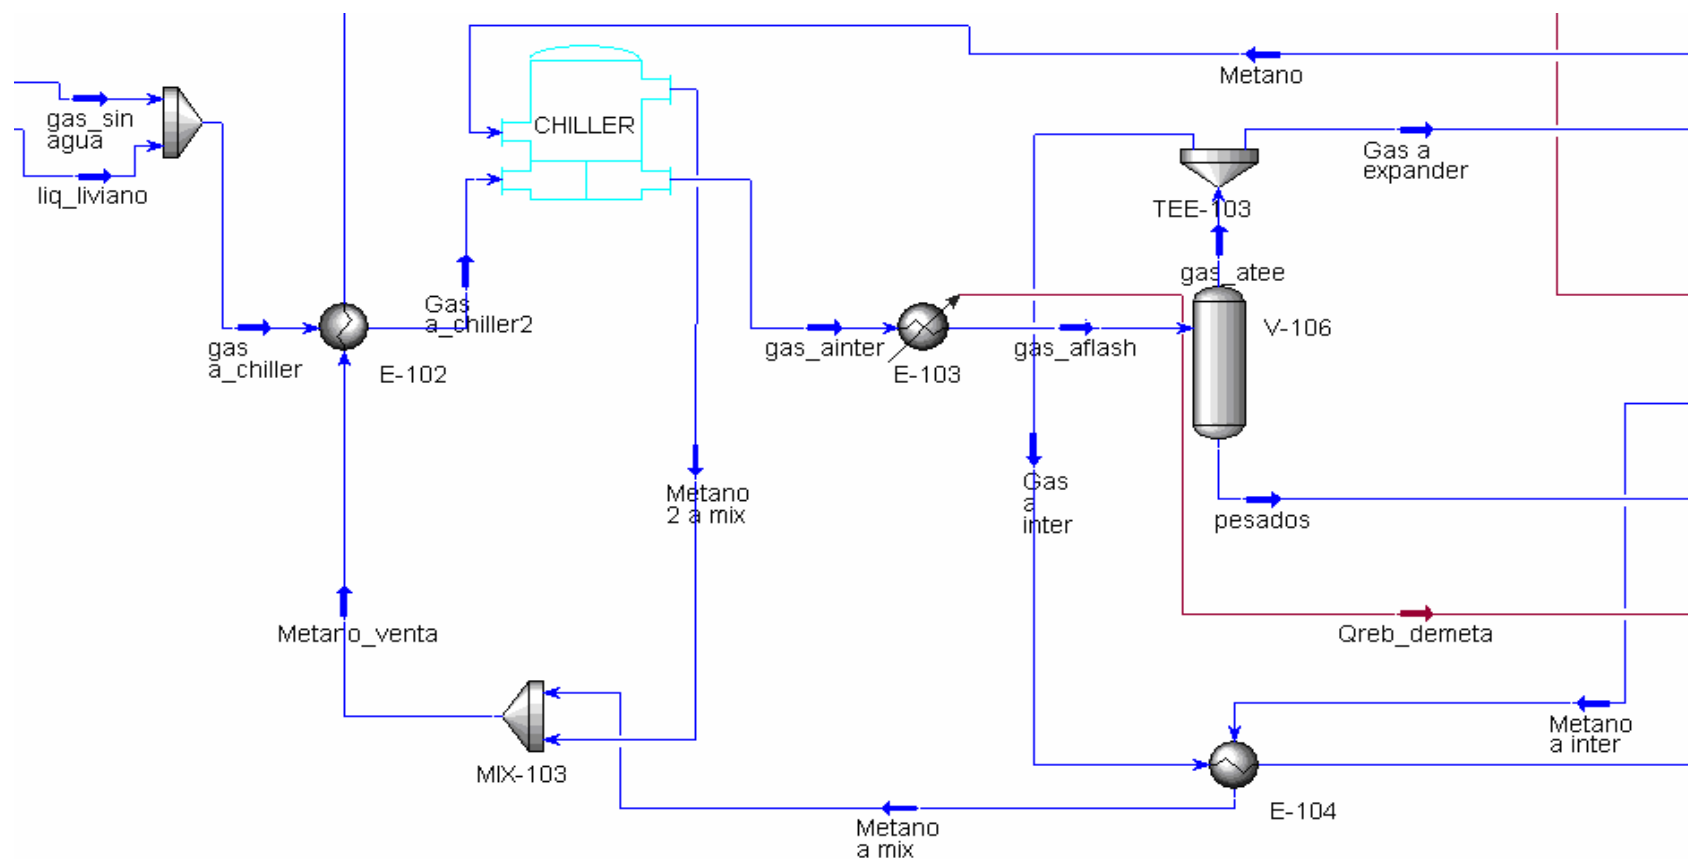 Metano
gas_sin
agua
CHILLER
Gas a
expander
liq_liviano
TEE-103
gas_atee
Gas
a_chiller2
V-106
gas
a_chiller
E-102
gas_ainter
E-103
gas_aflash
Metano
2 a mix
Gas
a
inter
pesados
Metano_venta
Qreb_demeta
Metano
a inter
MIX-103
E-104
Metano
a mix